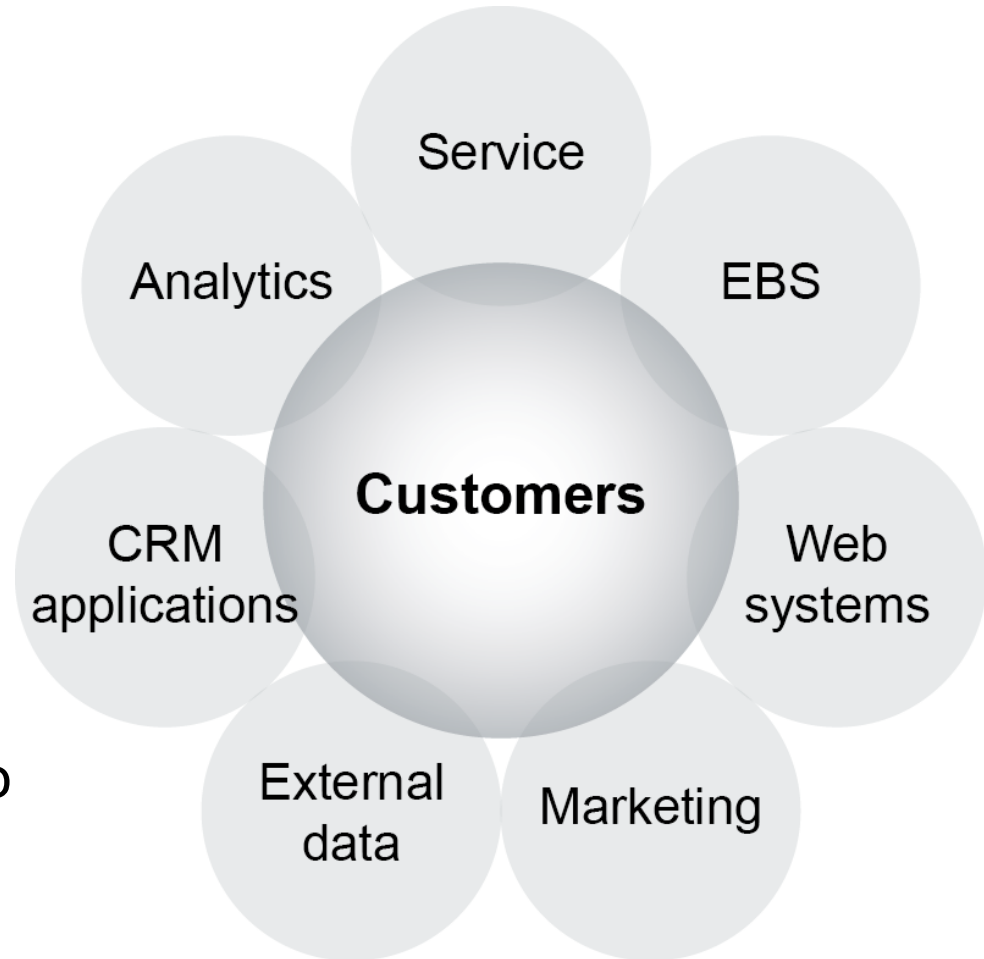 Service
Analytics
EBS
Customers
CRM
applications
Web
systems
External
data
Marketing